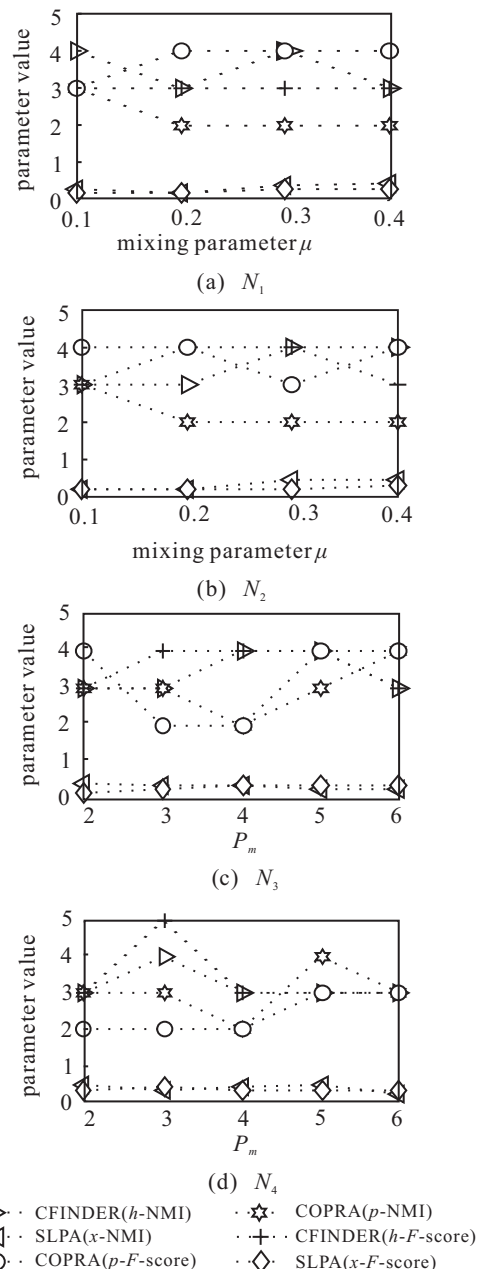 5
4
3
2
1
0
parameter value
0.1 0.2 0.3 0.4
mixing parameter μ
(a) N₁
5
4
3
2
1
0
parameter value
0.1 0.2 0.3 0.4
mixing parameter μ
(b) N₂
5
4
3
2
1
0
parameter value
2 3 4 5 6
Pₘ
(c) N₃
5
4
3
2
1
0
parameter value
2 3 4 5 6
Pₘ
(d) N₄
CFINDER(h-NMI) COPRA(p-NMI)
SLPA(x-NMI) CFINDER(h-F-score)
COPRA(p-F-score) SLPA(x-F-score)